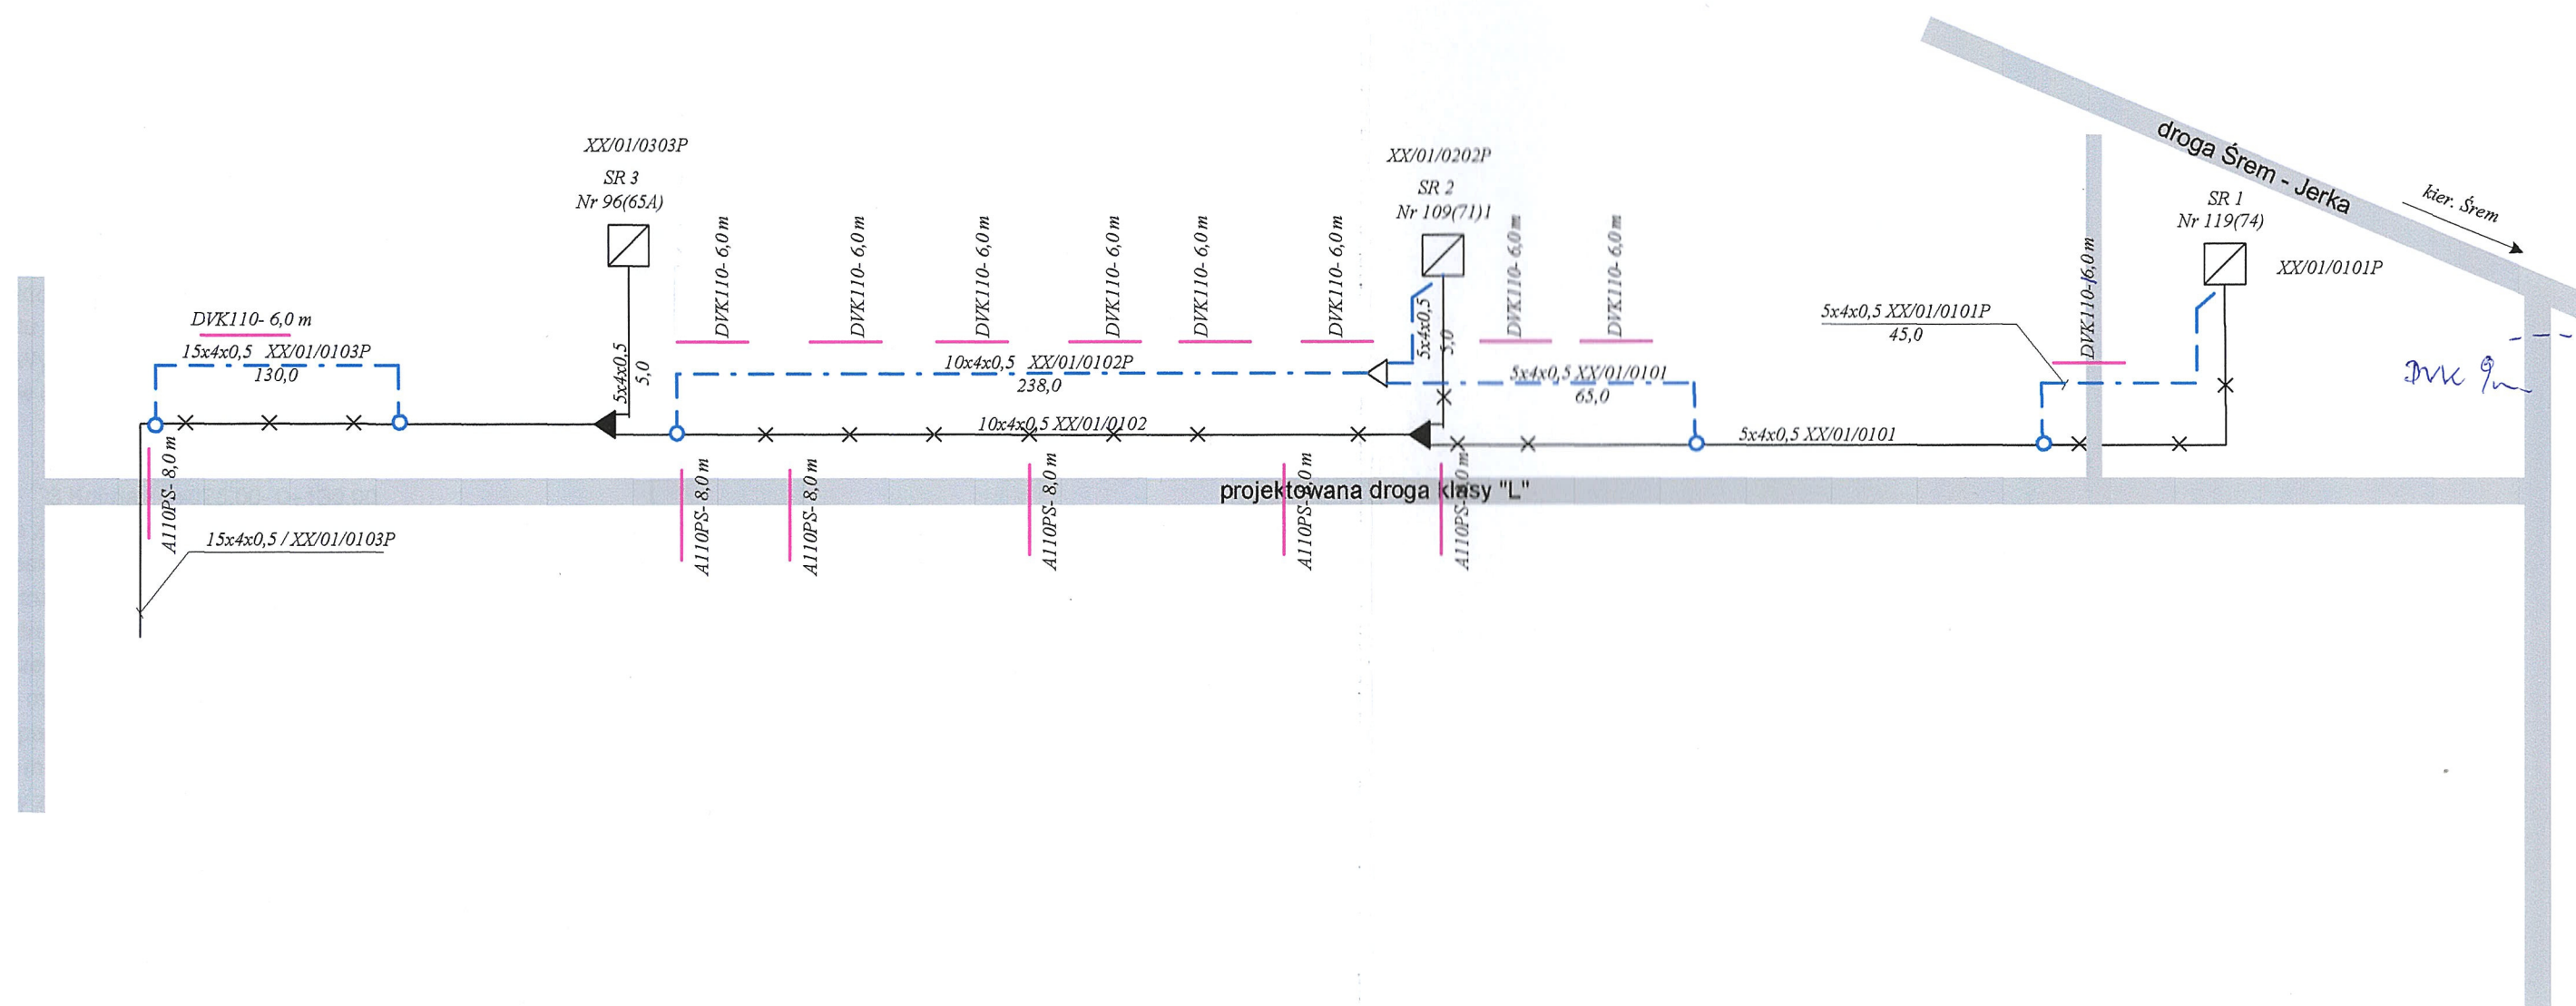 XX/01/0303P
SR 3
Nr 96(65A)
XX/01/0202P
SR 2
Nr 109(71)1
droga Śrem - Jerka
kier. Śrem
SR 1
Nr 119(74)
XX/01/0101P
DVK110- 6,0 m
15x4x0,5 XX/01/0103P
130,0
5x4x0,5
5,0
DVK110- 6,0 m
DVK110- 6,0 m
DVK110- 6,0 m
DVK110- 6,0 m
DVK110- 6,0 m
DVK110- 6,0 m
10x4x0,5 XX/01/0102P
238,0
5x4x0,5
5,0
DVK110- 6,0 m
DVK110- 6,0 m
5x4x0,5 XX/01/0101
65,0
5x4x0,5 XX/01/0101P
45,0
DVK110- 6,0 m
DVK 9m
10x4x0,5 XX/01/0102
5x4x0,5 XX/01/0101
A110PS- 8,0 m
A110PS- 8,0 m
A110PS- 8,0 m
A110PS- 8,0 m
A110PS- 8,0 m
A110PS- 8,0 m
projektowana droga klasy "L"
15x4x0,5 / XX/01/0103P